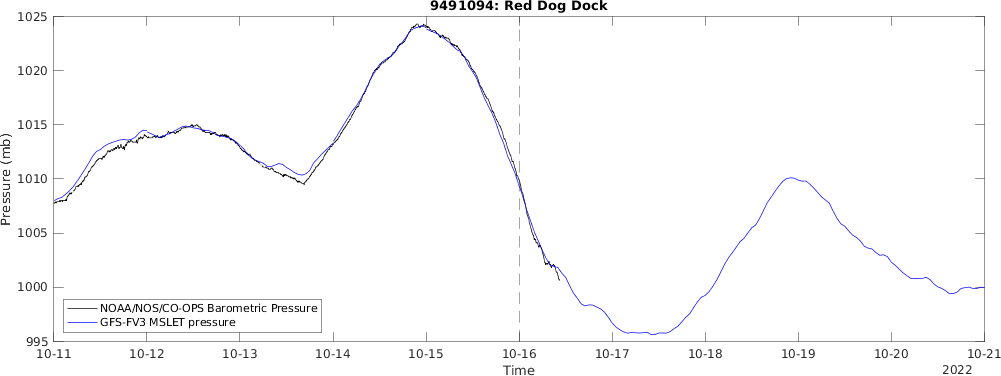 9491094: Red Dog Dock
Pressure (mb)
1025
1020
1015
1010
1005
1000
995
NOAA/NOS/CO-OPS Barometric Pressure
GFS-FV3 MSLET pressure
10-11 10-12 10-13 10-14 10-15 10-16 10-17 10-18 10-19 10-20 10-21
Time
2022